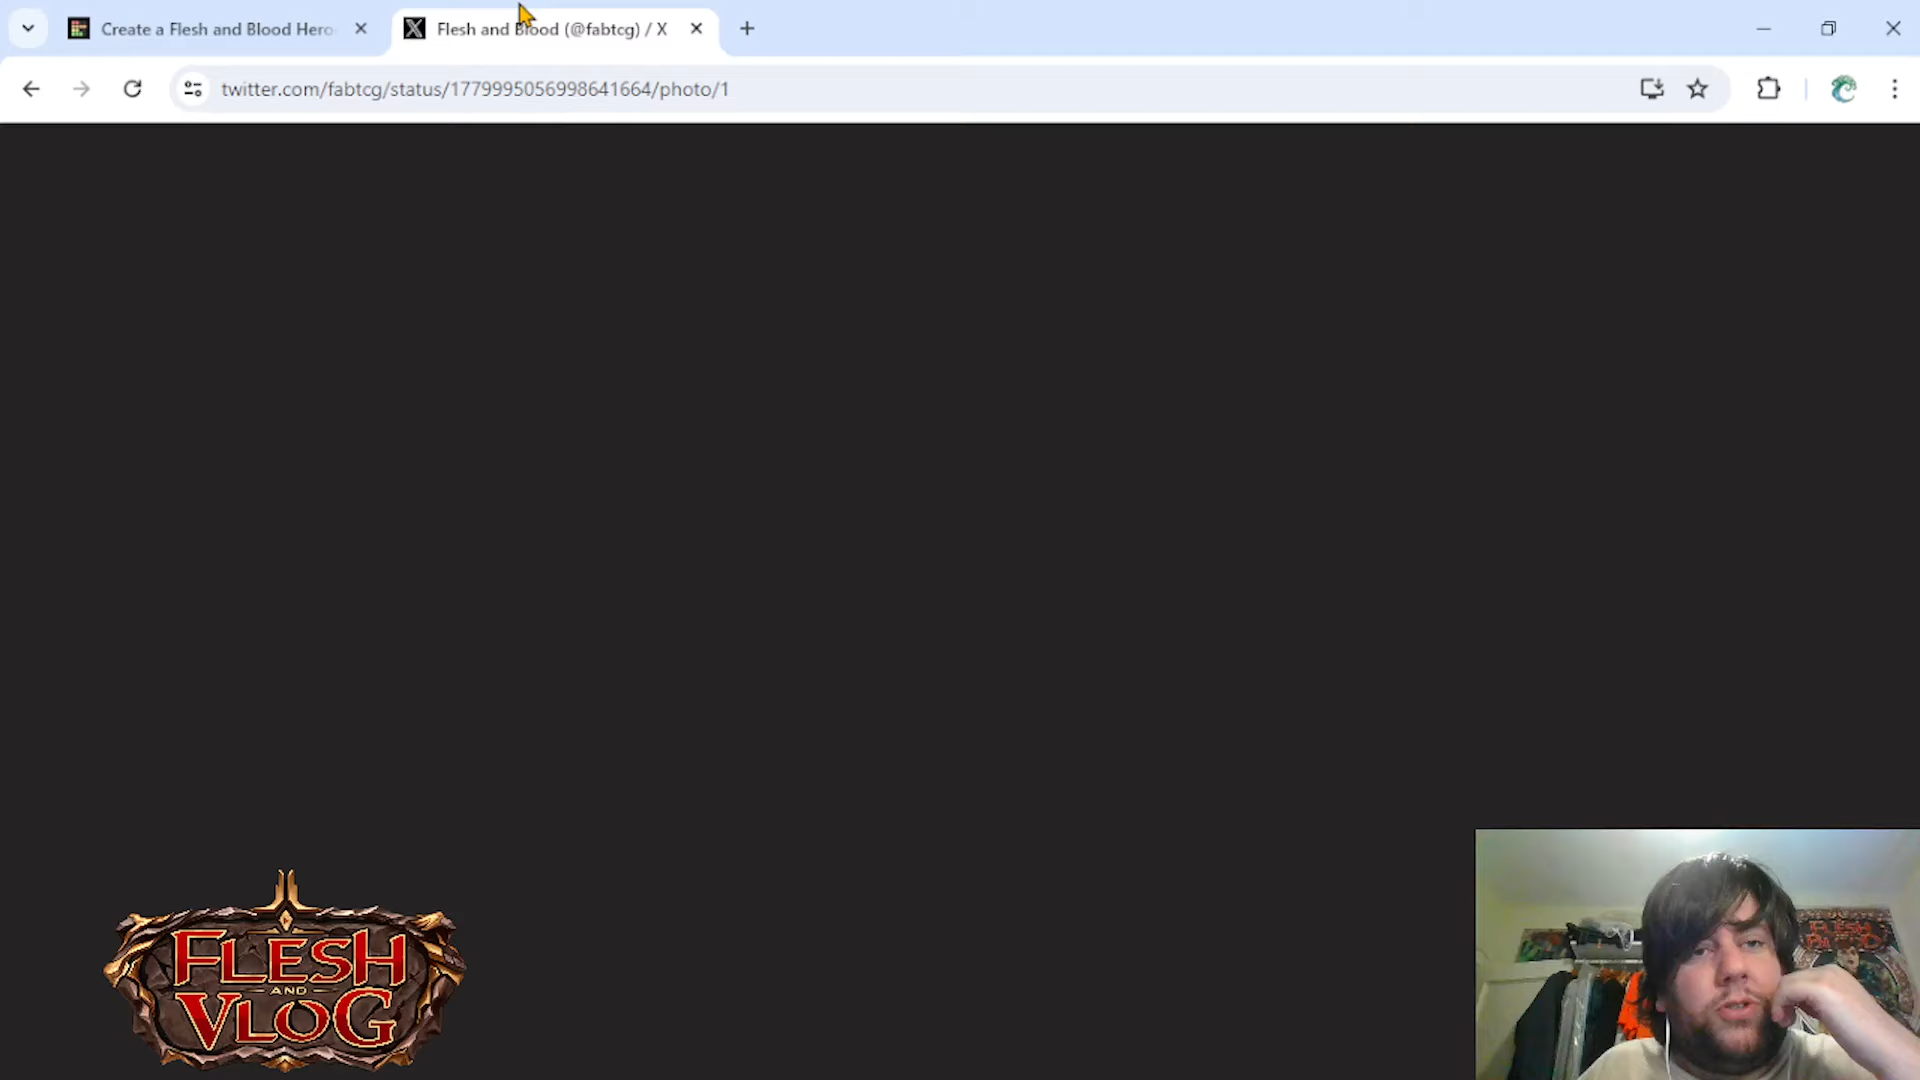 Create a Flesh and Blood Hero
Flesh and Blood (@fabtcg) / X
twitter.com/fabtcg/status/1779995056998641664/photo/1
FLESH
AND
VLOG
FLESH